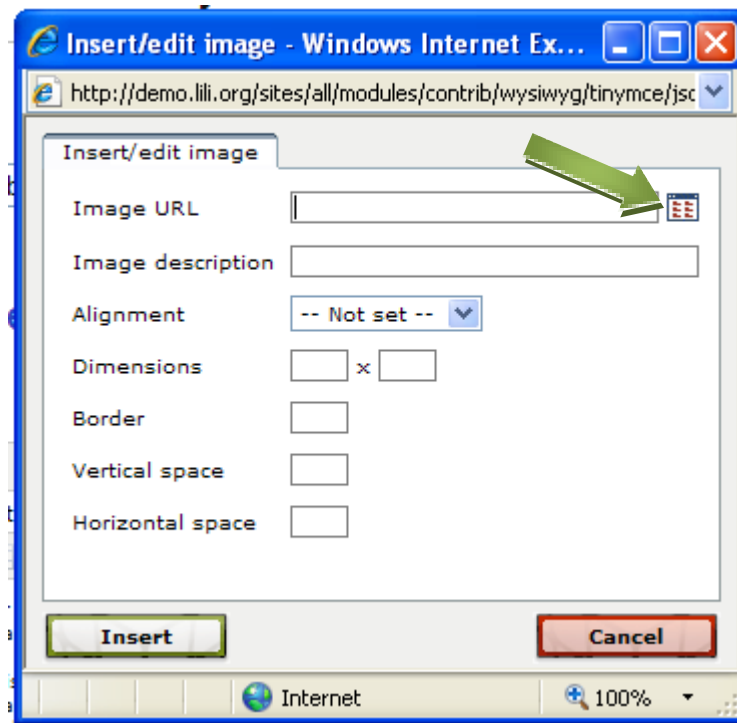 Insert/edit image - Windows Internet Ex...
http://demo.lili.org/sites/all/modules/contrib/wysiwyg/tinymce/jsc
Insert/edit image
Image URL
Image description
Alignment -- Not set --
Dimensions x
Border
Vertical space
Horizontal space
Insert Cancel
Internet 100%